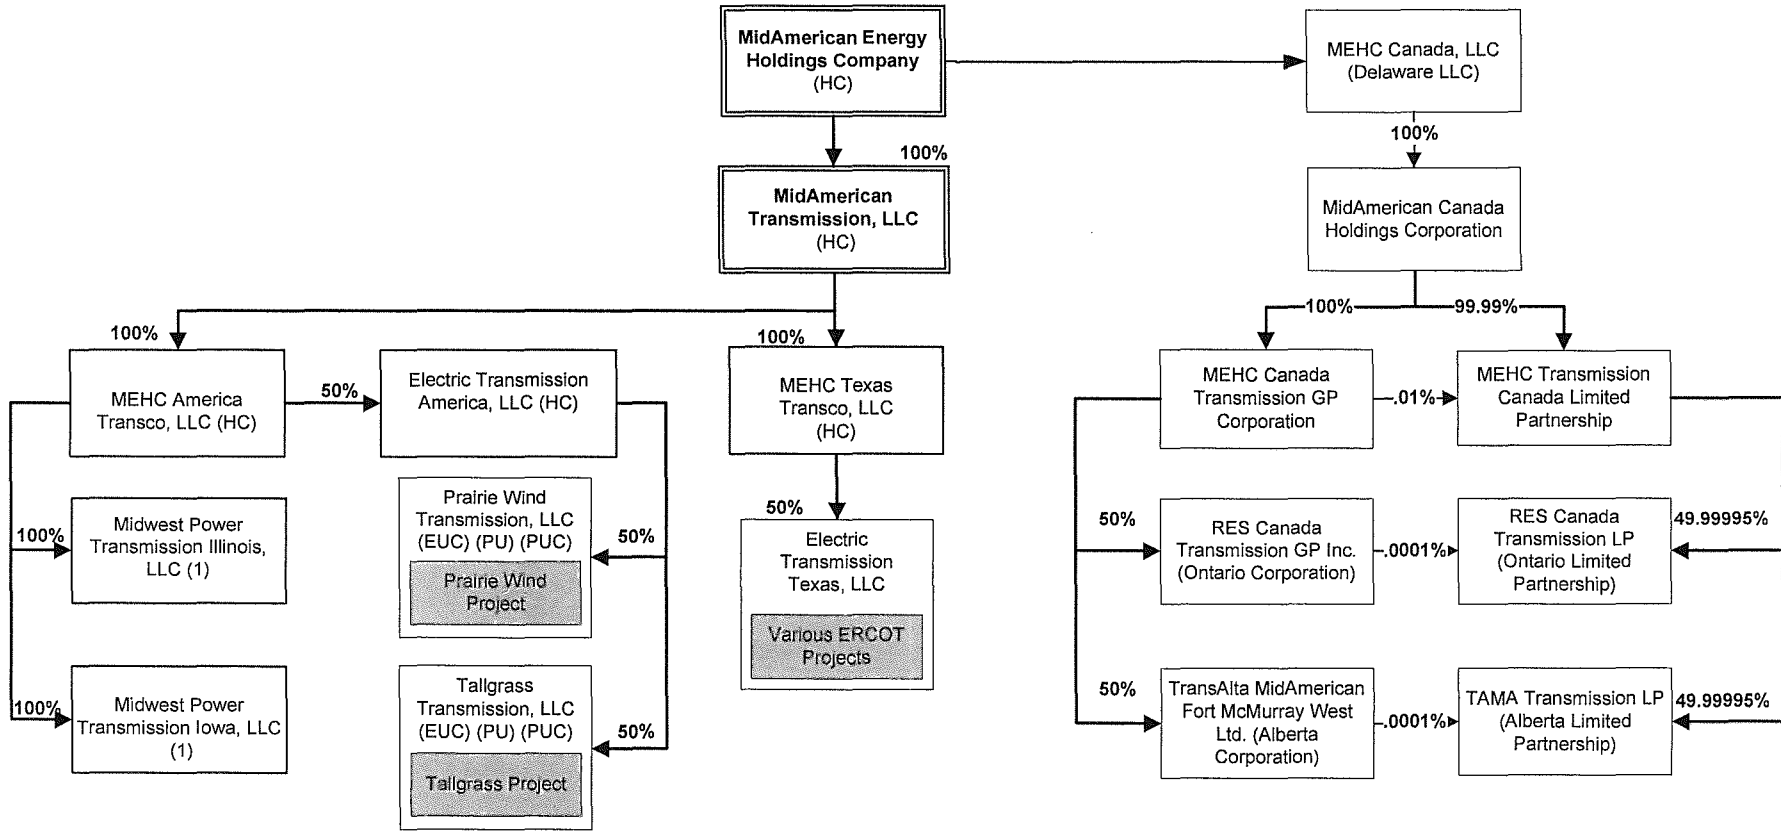 MidAmerican Energy
Holdings Company
(HC)
MEHC Canada, LLC
(Delaware LLC)
100%
100%
MidAmerican
Transmission, LLC
(HC)
MidAmerican Canada
Holdings Corporation
100%
99.99%
100%
100%
MEHC America
Transco, LLC (HC)
50%
Electric Transmission
America, LLC (HC)
MEHC Texas
Transco, LLC
(HC)
MEHC Canada
Transmission GP
Corporation
.01%
MEHC Transmission
Canada Limited
Partnership
100%
Midwest Power
Transmission Illinois,
LLC (1)
Prairie Wind
Transmission, LLC
(EUC) (PU) (PUC)
Prairie Wind
Project
50%
50%
Electric
Transmission
Texas, LLC
Various ERCOT
Projects
50%
RES Canada
Transmission GP Inc.
(Ontario Corporation)
.0001%
RES Canada
Transmission LP
(Ontario Limited
Partnership)
49.99995%
100%
Midwest Power
Transmission Iowa, LLC
(1)
Tallgrass
Transmission, LLC
(EUC) (PU) (PUC)
Tallgrass Project
50%
50%
TransAlta MidAmerican
Fort McMurray West
Ltd. (Alberta
Corporation)
.0001%
TAMA Transmission LP
(Alberta Limited
Partnership)
49.99995%